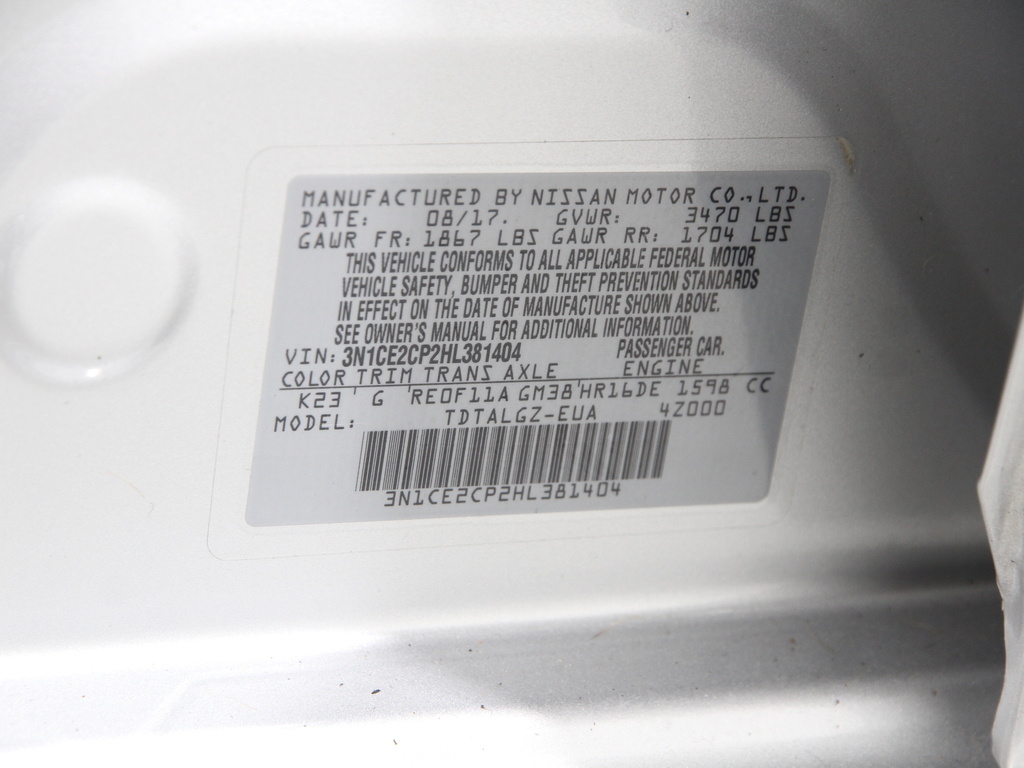 MANUFACTURED BY NISSAN MOTOR CO.,LTD.
DATE: 08/17. GVWR: 3470 LBS
GAWR FR: 1867 LBS GAWR RR: 1704 LBS
THIS VEHICLE CONFORMS TO ALL APPLICABLE FEDERAL MOTOR
VEHICLE SAFETY, BUMPER AND THEFT PREVENTION STANDARDS
IN EFFECT ON THE DATE OF MANUFACTURE SHOWN ABOVE.
SEE OWNER'S MANUAL FOR ADDITIONAL INFORMATION.
VIN: 3N1CE2CP2HL381404 PASSENGER CAR.
COLOR TRIM TRANS AXLE ENGINE
K23 ' G 'RE0F11A GM38'HR16DE 1598 CC
MODEL: TDTALGZ-EUA 4Z000
3N1CE2CP2HL381404